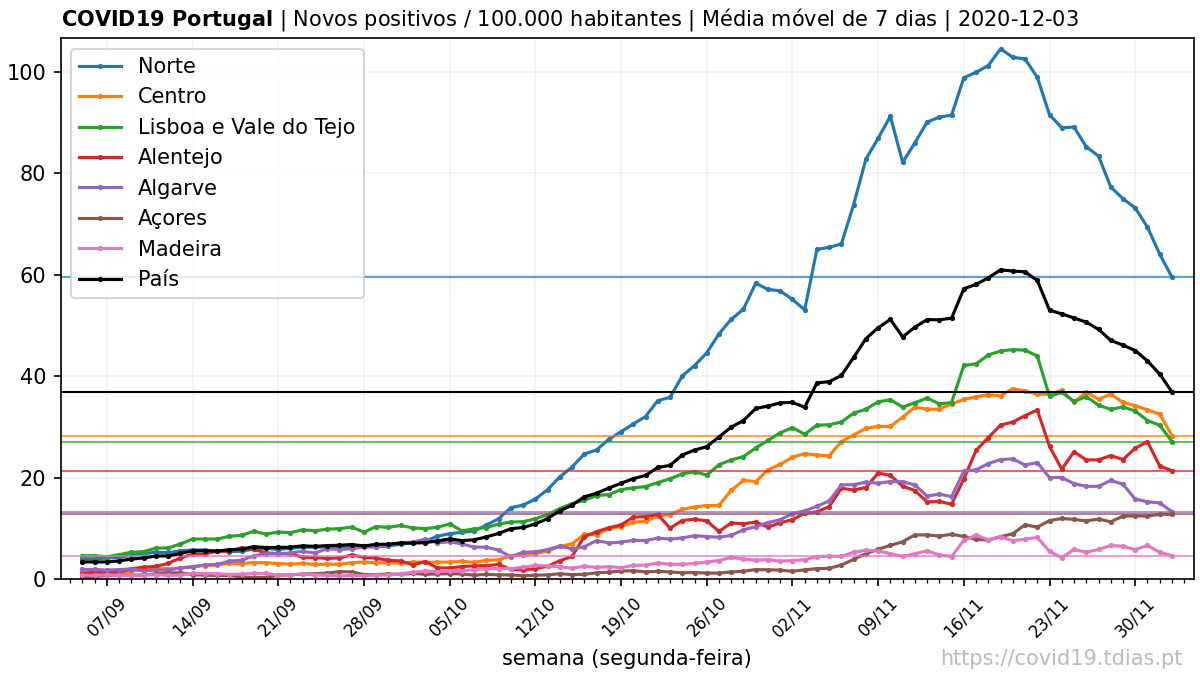 COVID19 Portugal | Novos positivos / 100.000 habitantes | Média móvel de 7 dias | 2020-12-03
Norte
Centro
Lisboa e Vale do Tejo
Alentejo
Algarve
Açores
Madeira
País
100
80
60
40
20
0
07/09
14/09
21/09
28/09
05/10
12/10
19/10
26/10
02/11
09/11
16/11
23/11
30/11
semana (segunda-feira)
https://covid19.tdias.pt